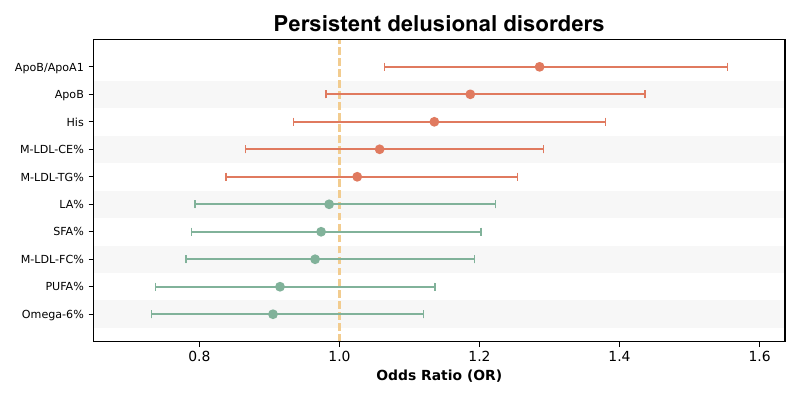 Persistent delusional disorders
ApoB/ApoA1
ApoB
His
M-LDL-CE%
M-LDL-TG%
LA%
SFA%
M-LDL-FC%
PUFA%
Omega-6%
0.8 1.0 1.2 1.4 1.6
Odds Ratio (OR)